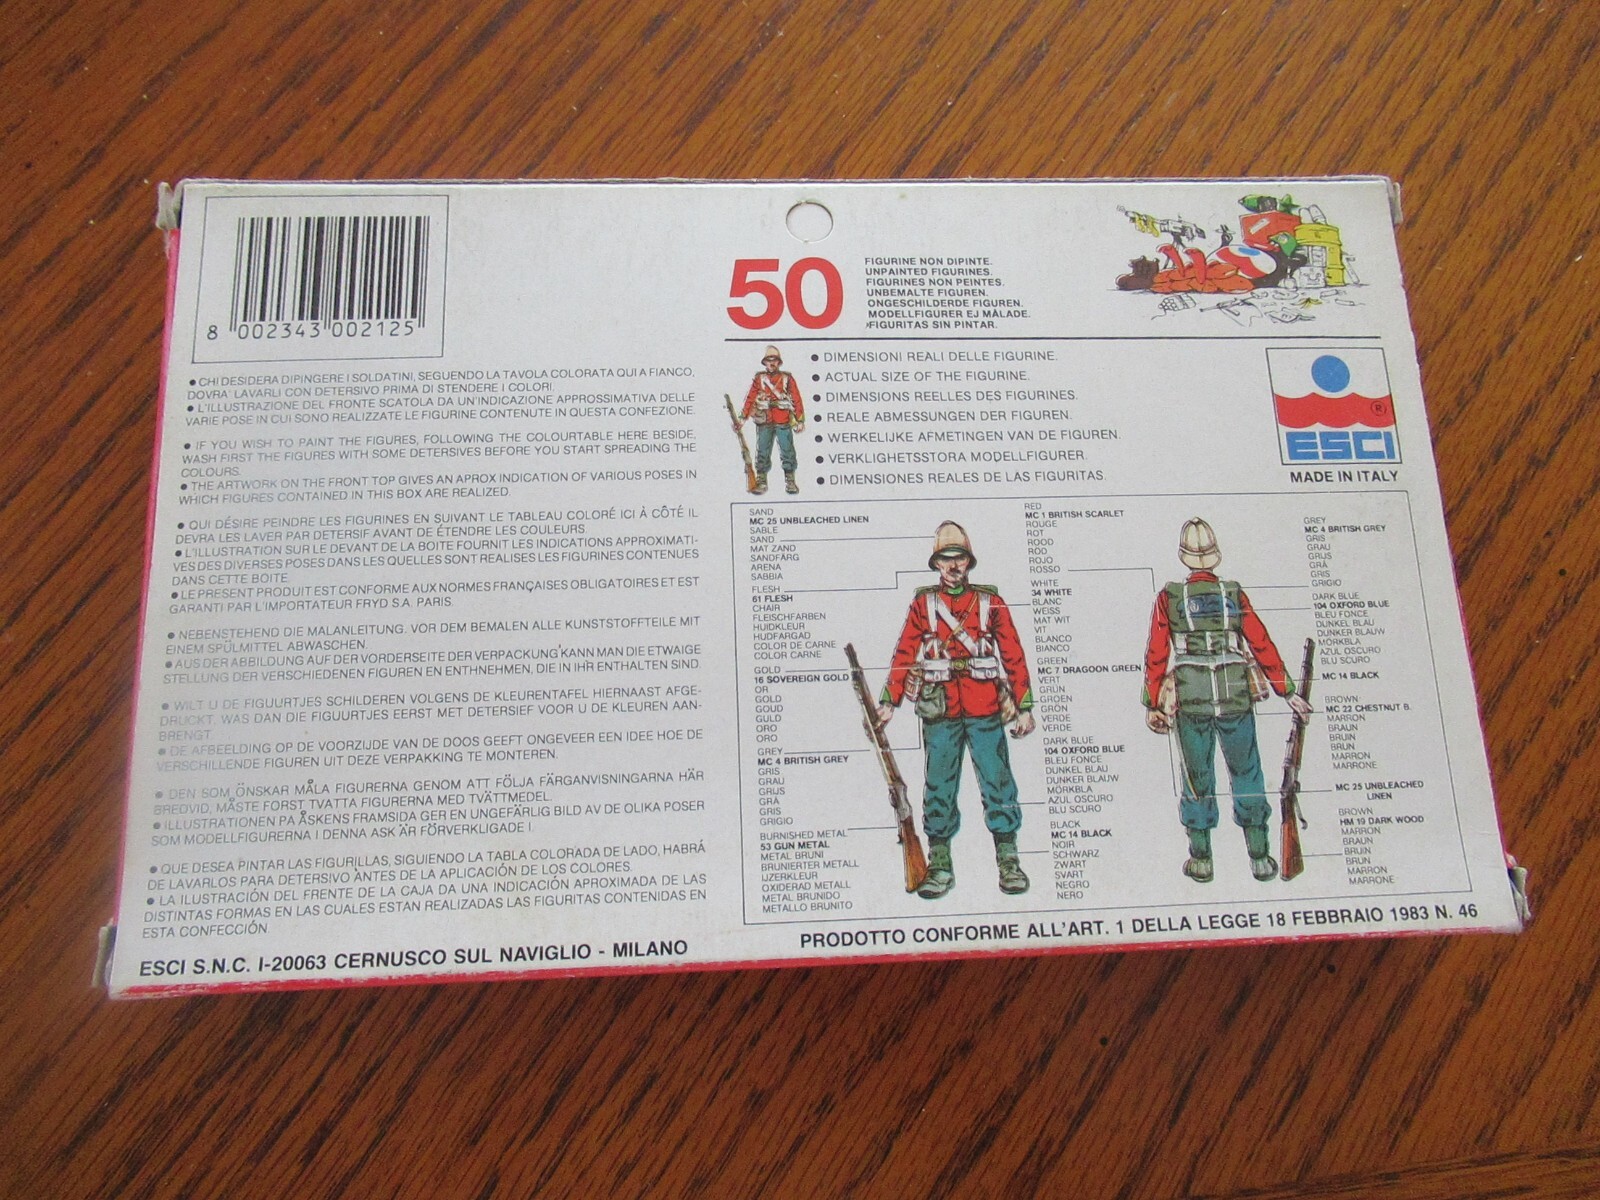 8 002343 002125
50
FIGURINE NON DIPINTE.
UNPAINTED FIGURINES.
FIGURINES NON PEINTES.
UNBEMALTE FIGUREN.
ONGESCHILDERDE FIGUREN.
MODELLFIGURER EJ MÅLADE.
FIGURITAS SIN PINTAR.
● DIMENSIONI REALI DELLE FIGURINE.
● ACTUAL SIZE OF THE FIGURINE.
● DIMENSIONS REELLES DES FIGURINES.
● REALE ABMESSUNGEN DER FIGUREN.
● WERKELIJKE AFMETINGEN VAN DE FIGUREN.
● VERKLIGHETSSTORA MODELLFIGURER.
● DIMENSIONES REALES DE LAS FIGURITAS.
®
ESCI
MADE IN ITALY
● CHI DESIDERA DIPINGERE I SOLDATINI, SEGUENDO LA TAVOLA COLORATA QUI A FIANCO,
DOVRA' LAVARLI CON DETERSIVO PRIMA DI STENDERE I COLORI.
● L'ILLUSTRAZIONE DEL FRONTE SCATOLA DA UN'INDICAZIONE APPROSSIMATIVA DELLE
VARIE POSE IN CUI SONO REALIZZATE LE FIGURINE CONTENUTE IN QUESTA CONFEZIONE.
● IF YOU WISH TO PAINT THE FIGURES, FOLLOWING THE COLOURTABLE HERE BESIDE,
WASH FIRST THE FIGURES WITH SOME DETERSIVES BEFORE YOU START SPREADING THE
COLOURS.
● THE ARTWORK ON THE FRONT TOP GIVES AN APROX INDICATION OF VARIOUS POSES IN
WHICH FIGURES CONTAINED IN THIS BOX ARE REALIZED.
● QUI DÉSIRE PEINDRE LES FIGURINES EN SUIVANT LE TABLEAU COLORÉ ICI À CÔTÉ IL
DEVRA LES LAVER PAR DETERSIF AVANT DE ÉTENDRE LES COULEURS.
● L'ILLUSTRATION SUR LE DEVANT DE LA BOITE FOURNIT LES INDICATIONS APPROXIMATI-
VES DES DIVERSES POSES DANS LES QUELLES SONT REALISES LES FIGURINES CONTENUES
DANS CETTE BOITE.
● LE PRESENT PRODUIT EST CONFORME AUX NORMES FRANÇAISES OBLIGATOIRES ET EST
GARANTI PAR L'IMPORTATEUR FRYD S.A. PARIS.
● NEBENSTEHEND DIE MALANLEITUNG. VOR DEM BEMALEN ALLE KUNSTSTOFFTEILE MIT
EINEM SPÜLMITTEL ABWASCHEN.
● AUS DER ABBILDUNG AUF DER VORDERSEITE DER VERPACKUNG KANN MAN DIE ETWAIGE
STELLUNG DER VERSCHIEDENEN FIGUREN EN ENTHNEHMEN, DIE IN IHR ENTHALTEN SIND.
● WILT U DE FIGUURTJES SCHILDEREN VOLGENS DE KLEURENTAFEL HIERNAAST AFGE-
DRUCKT, WAS DAN DIE FIGUURTJES EERST MET DETERSIEF VOOR U DE KLEUREN AAN-
BRENGT.
● DE AFBEELDING OP DE VOORZIJDE VAN DE DOOS GEEFT ONGEVEER EEN IDEE HOE DE
VERSCHILLENDE FIGUREN UIT DEZE VERPAKKING TE MONTEREN.
● DEN SOM ÖNSKAR MÅLA FIGURERNA GENOM ATT FÖLJA FÄRGANVISNINGARNA HÄR
BREDVID, MÅSTE FORST TVATTA FIGURERNA MED TVÄTTMEDEL.
● ILLUSTRATIONEN PA ÅSKENS FRAMSIDA GER EN UNGEFÄRLIG BILD AV DE OLIKA POSER
SOM MODELLFIGURERNA I DENNA ASK ÄR FÖRVERKLIGADE I.
● QUE DESEA PINTAR LAS FIGURILLAS, SIGUIENDO LA TABLA COLORADA DE LADO, HABRÁ
DE LAVARLOS PARA DETERSIVO ANTES DE LA APLICACIÓN DE LOS COLORES.
● LA ILUSTRACIÓN DEL FRENTE DE LA CAJA DA UNA INDICACIÓN APROXIMADA DE LAS
DISTINTAS FORMAS EN LAS CUALES ESTAN REALIZADAS LAS FIGURITAS CONTENIDAS EN
ESTA CONFECCIÓN.
ESCI S.N.C. I-20063 CERNUSCO SUL NAVIGLIO - MILANO
SAND
MC 25 UNBLEACHED LINEN
SABLE
SAND
MAT ZAND
SANDFÄRG
ARENA
SABBIA
FLESH
61 FLESH
CHAIR
FLEISCHFARBEN
HUIDKLEUR
HUDFARGAD
COLOR DE CARNE
COLOR CARNE
GOLD
16 SOVEREIGN GOLD
OR
GOLD
GOUD
GULD
ORO
ORO
GREY
MC 4 BRITISH GREY
GRIS
GRAU
GRIJS
GRÅ
GRIS
GRIGIO
BURNISHED METAL
53 GUN METAL
METAL BRUNI
BRUNIERTER METALL
IJZERKLEUR
OXIDERAD METALL
METAL BRUNIDO
METALLO BRUNITO
RED
MC 1 BRITISH SCARLET
ROUGE
ROT
ROOD
RÖD
ROJO
ROSSO
WHITE
34 WHITE
BLANC
WEISS
MAT WIT
VIT
BLANCO
BIANCO
GREEN
MC 7 DRAGOON GREEN
VERT
GRÜN
GROEN
GRÖN
VERDE
VERDE
DARK BLUE
104 OXFORD BLUE
BLEU FONCE
DUNKEL BLAU
DUNKER BLAUW
MÖRKBLA
AZUL OSCURO
BLU SCURO
BLACK
MC 14 BLACK
NOIR
SCHWARZ
ZWART
SVART
NEGRO
NERO
GREY
MC 4 BRITISH GREY
GRIS
GRAU
GRIJS
GRÅ
GRIS
GRIGIO
DARK BLUE
104 OXFORD BLUE
BLEU FONCE
DUNKEL BLAU
DUNKER BLAUW
MÖRKBLA
AZUL OSCURO
BLU SCURO
MC 14 BLACK
BROWN
MC 22 CHESTNUT B.
MARRON
BRAUN
BRUIN
BRUN
MARRON
MARRONE
MC 25 UNBLEACHED
LINEN
BROWN
HM 19 DARK WOOD
MARRON
BRAUN
BRUIN
BRUN
MARRON
MARRONE
PRODOTTO CONFORME ALL'ART. 1 DELLA LEGGE 18 FEBBRAIO 1983 N. 46